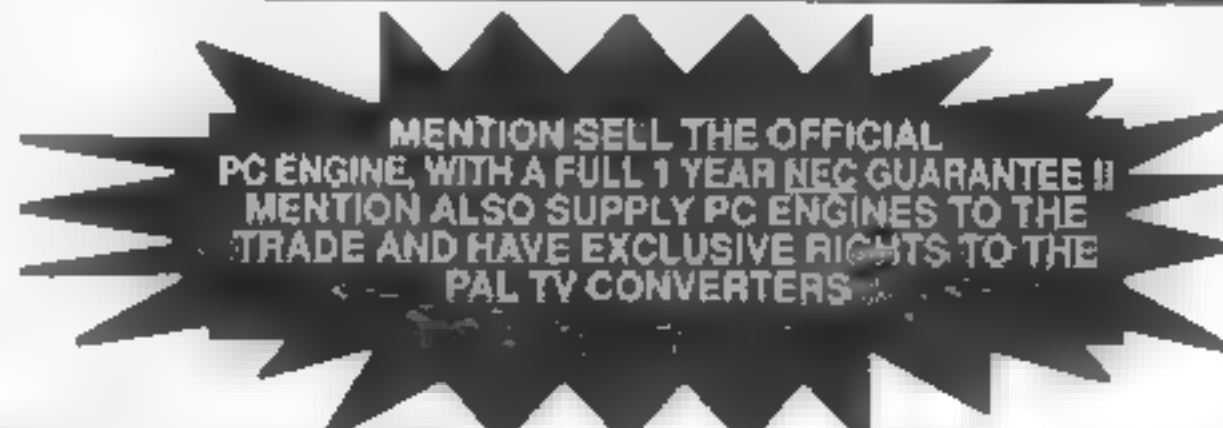 MENTION SELL THE OFFICIAL
PC ENGINE, WITH A FULL 1 YEAR NEC GUARANTEE !!
MENTION ALSO SUPPLY PC ENGINES TO THE
TRADE AND HAVE EXCLUSIVE RIGHTS TO THE
PAL TV CONVERTERS